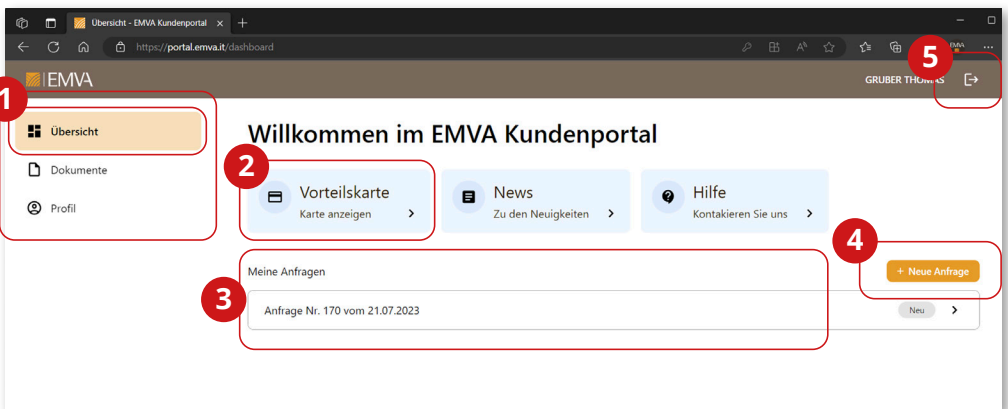 Übersicht - EMVA Kundenportal
https://portal.emva.it/dashboard
5
EMVA
GRUBER THOMAS
1
Übersicht
Dokumente
Profil
Willkommen im EMVA Kundenportal
2
Vorteilskarte
Karte anzeigen
News
Zu den Neuigkeiten
Hilfe
Kontakieren Sie uns
4
Meine Anfragen
+ Neue Anfrage
3
Anfrage Nr. 170 vom 21.07.2023
Neu